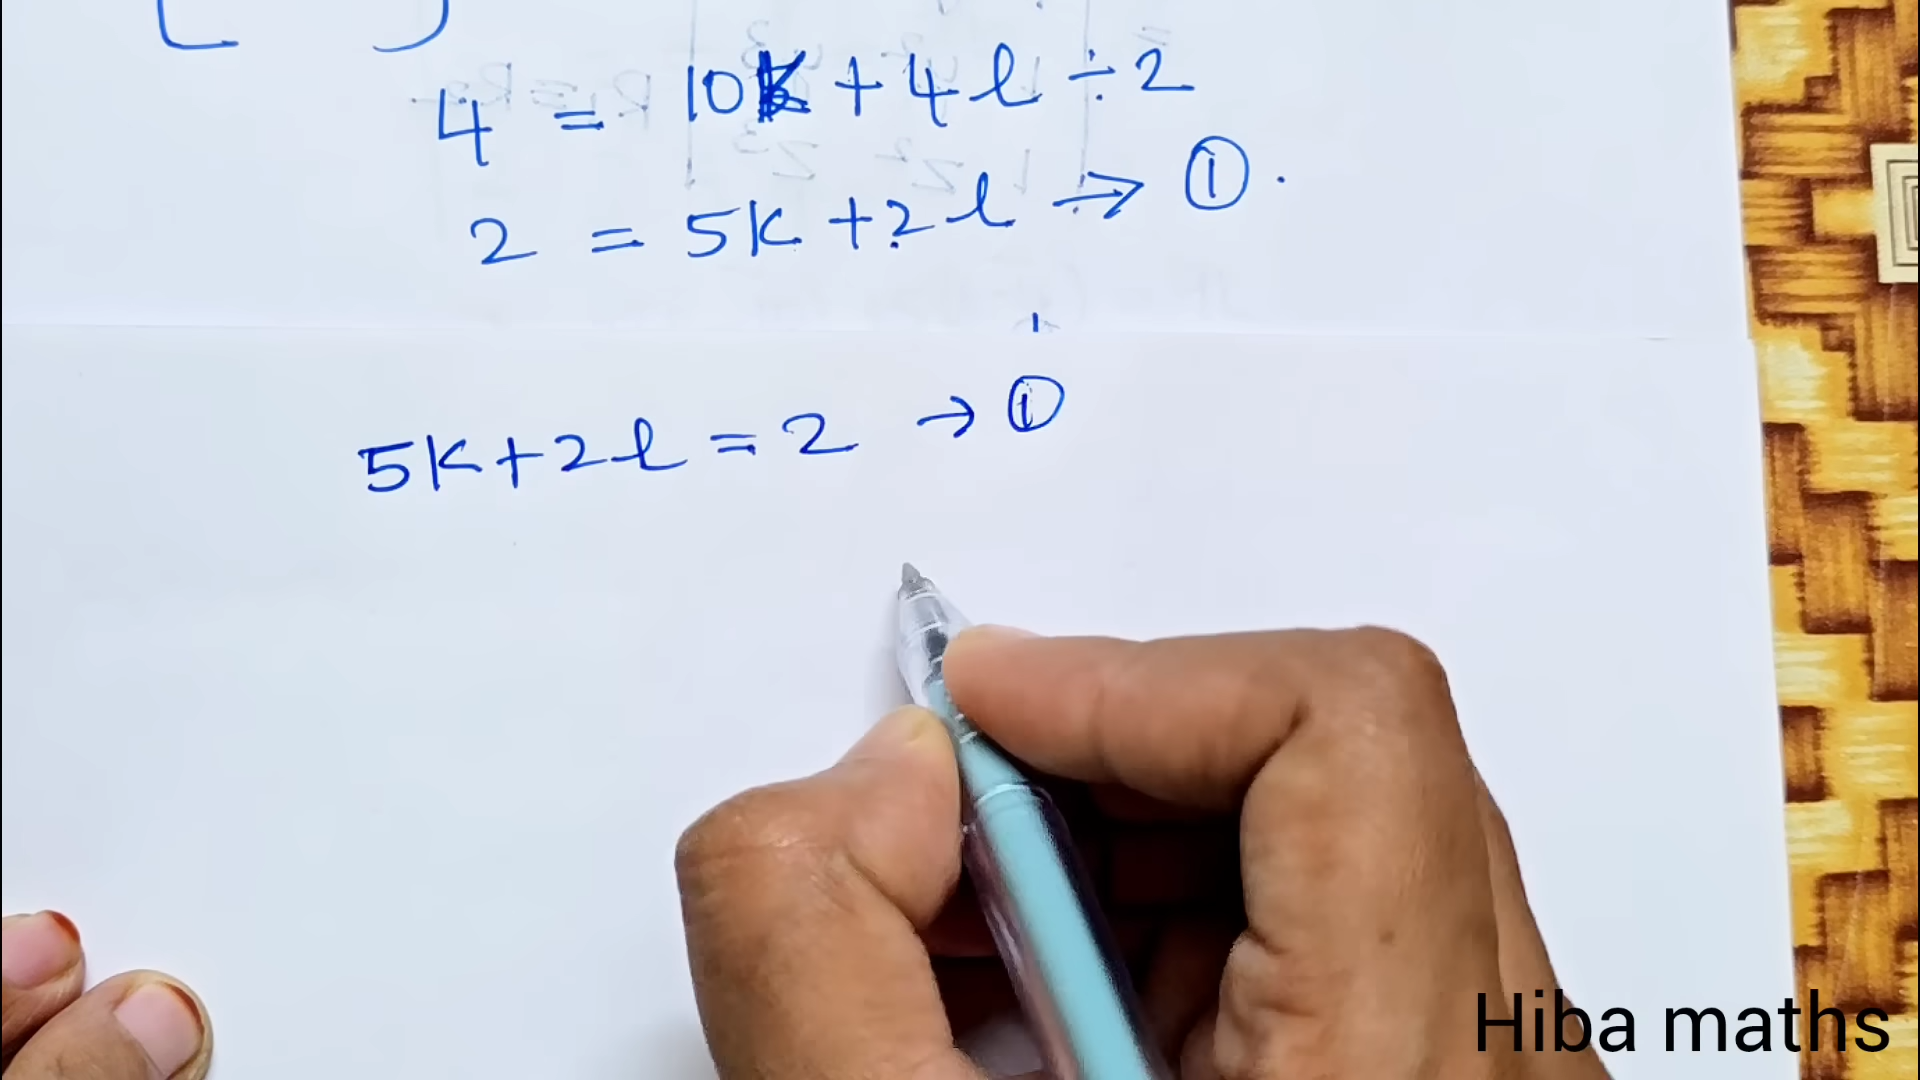 4 = 10k + 4l ÷ 2
2 = 5k + 2l → ①.
5k + 2l = 2 → ①
Hiba maths